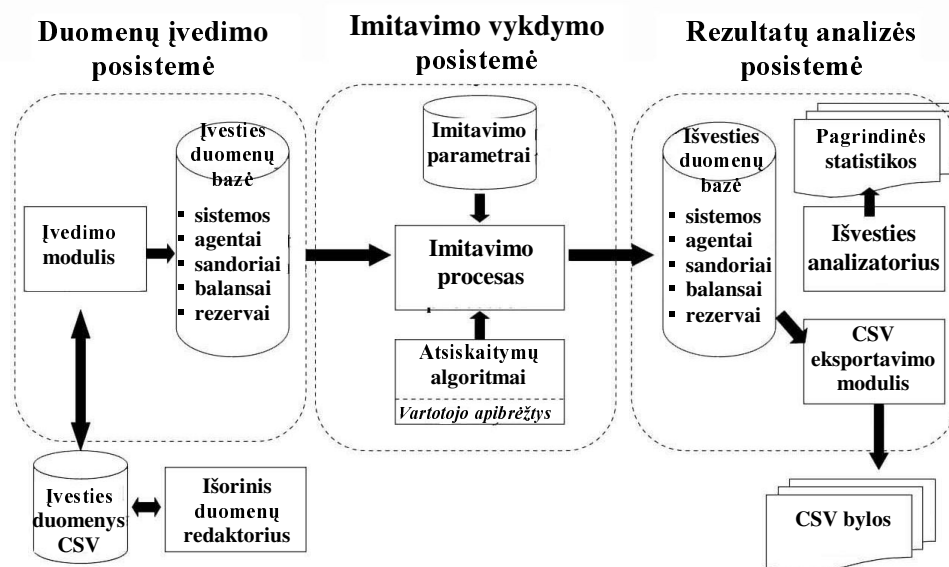 Duomenų įvedimo
posistemė
Imitavimo vykdymo
posistemė
Rezultatų analizės
posistemė
Įvesties
duomenų
bazė
▪ sistemos
▪ agentai
▪ sandoriai
▪ balansai
▪ rezervai
Įvedimo
modulis
Įvesties
duomenys
CSV
Išorinis
duomenų
redaktorius
Imitavimo
parametrai
Imitavimo
procesas
Atsiskaitymų
algoritmai
Vartotojo apibrėžtys
Išvesties
duomenų
bazė
▪ sistemos
▪ agentai
▪ sandoriai
▪ balansai
▪ rezervai
Pagrindinės
statistikos
Išvesties
analizatorius
CSV
eksportavimo
modulis
CSV bylos